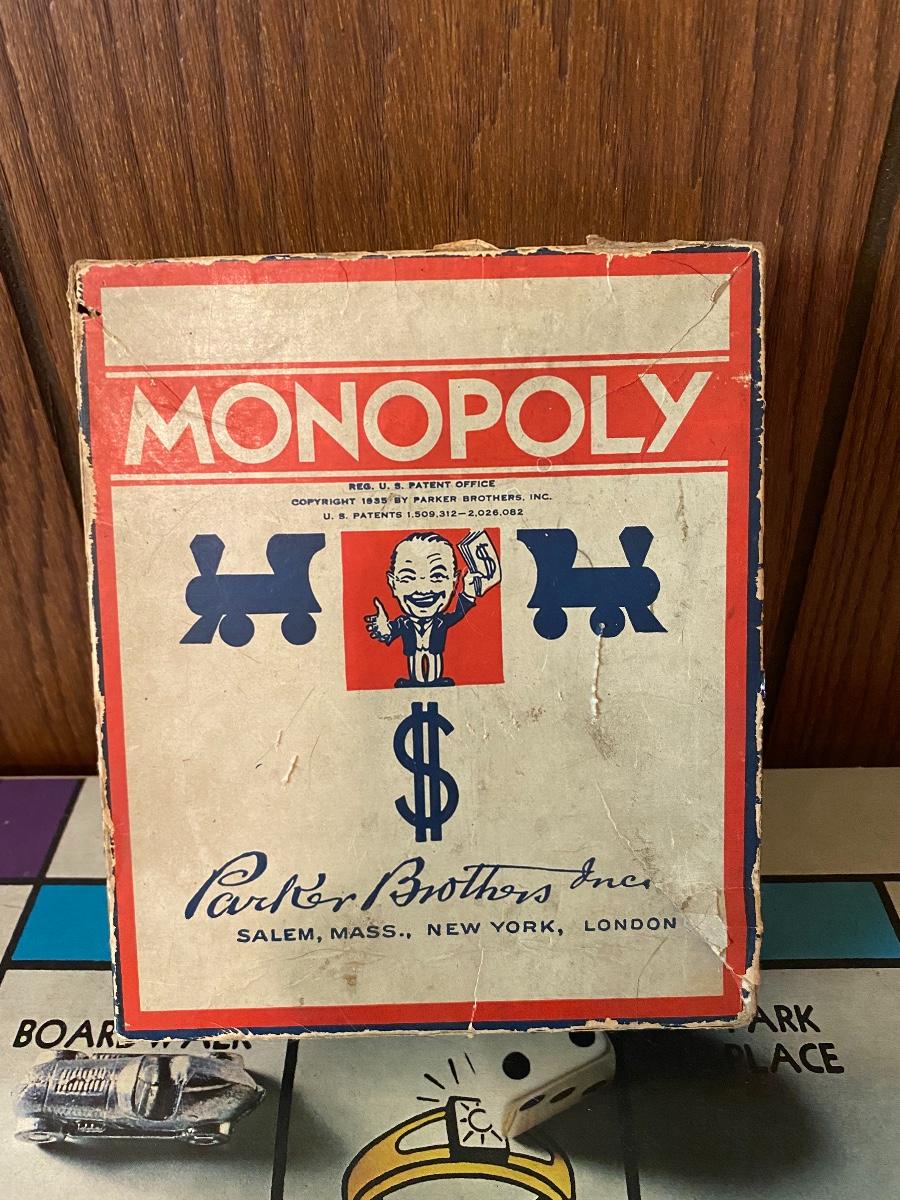 MONOPOLY
REG. U. S. PATENT OFFICE
COPYRIGHT 1935 BY PARKER BROTHERS, INC.
U. S. PATENTS 1,509,312—2,026,082
$
$
Parker Brothers Inc.
SALEM, MASS., NEW YORK, LONDON
BOARDWALK
PARK
PLACE